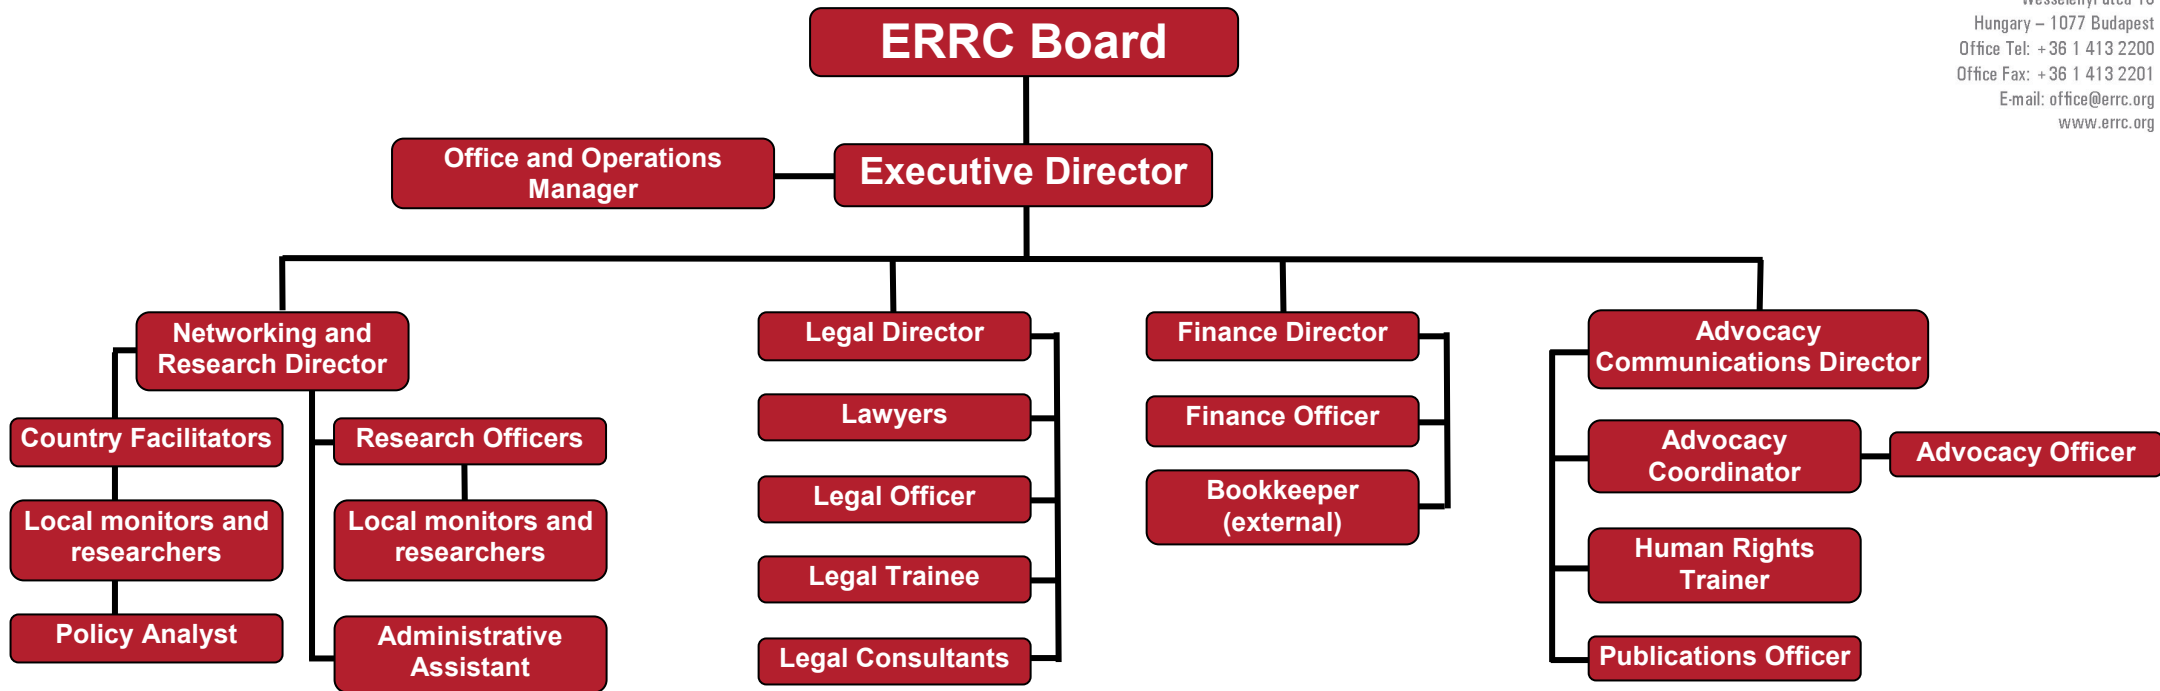 ERRC Board
Hungary – 1077 Budapest
Office Tel: +36 1 413 2200
Office Fax: +36 1 413 2201
E-mail: office@errc.org
www.errc.org
Office and Operations
Manager
Executive Director
Networking and
Research Director
Legal Director
Finance Director
Advocacy
Communications Director
Country Facilitators
Research Officers
Lawyers
Finance Officer
Advocacy
Coordinator
Advocacy Officer
Local monitors and
researchers
Local monitors and
researchers
Legal Officer
Bookkeeper
(external)
Human Rights
Trainer
Legal Trainee
Policy Analyst
Administrative
Assistant
Legal Consultants
Publications Officer